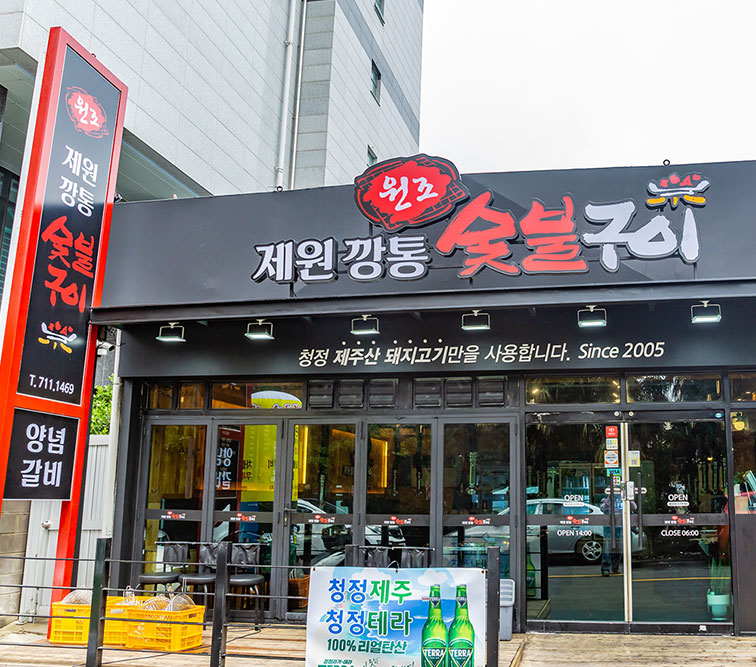 원조
제원
깡통
숯불
구이
T. 711.1469
양념
갈비
원조
제원 깡통 숯불구이
청정 제주산 돼지고기만을 사용합니다. Since 2005
OPEN
OPEN
OPEN 14:00
CLOSE 06:00
청정제주
청정테라
100%리얼탄산
TERRA
TERRA